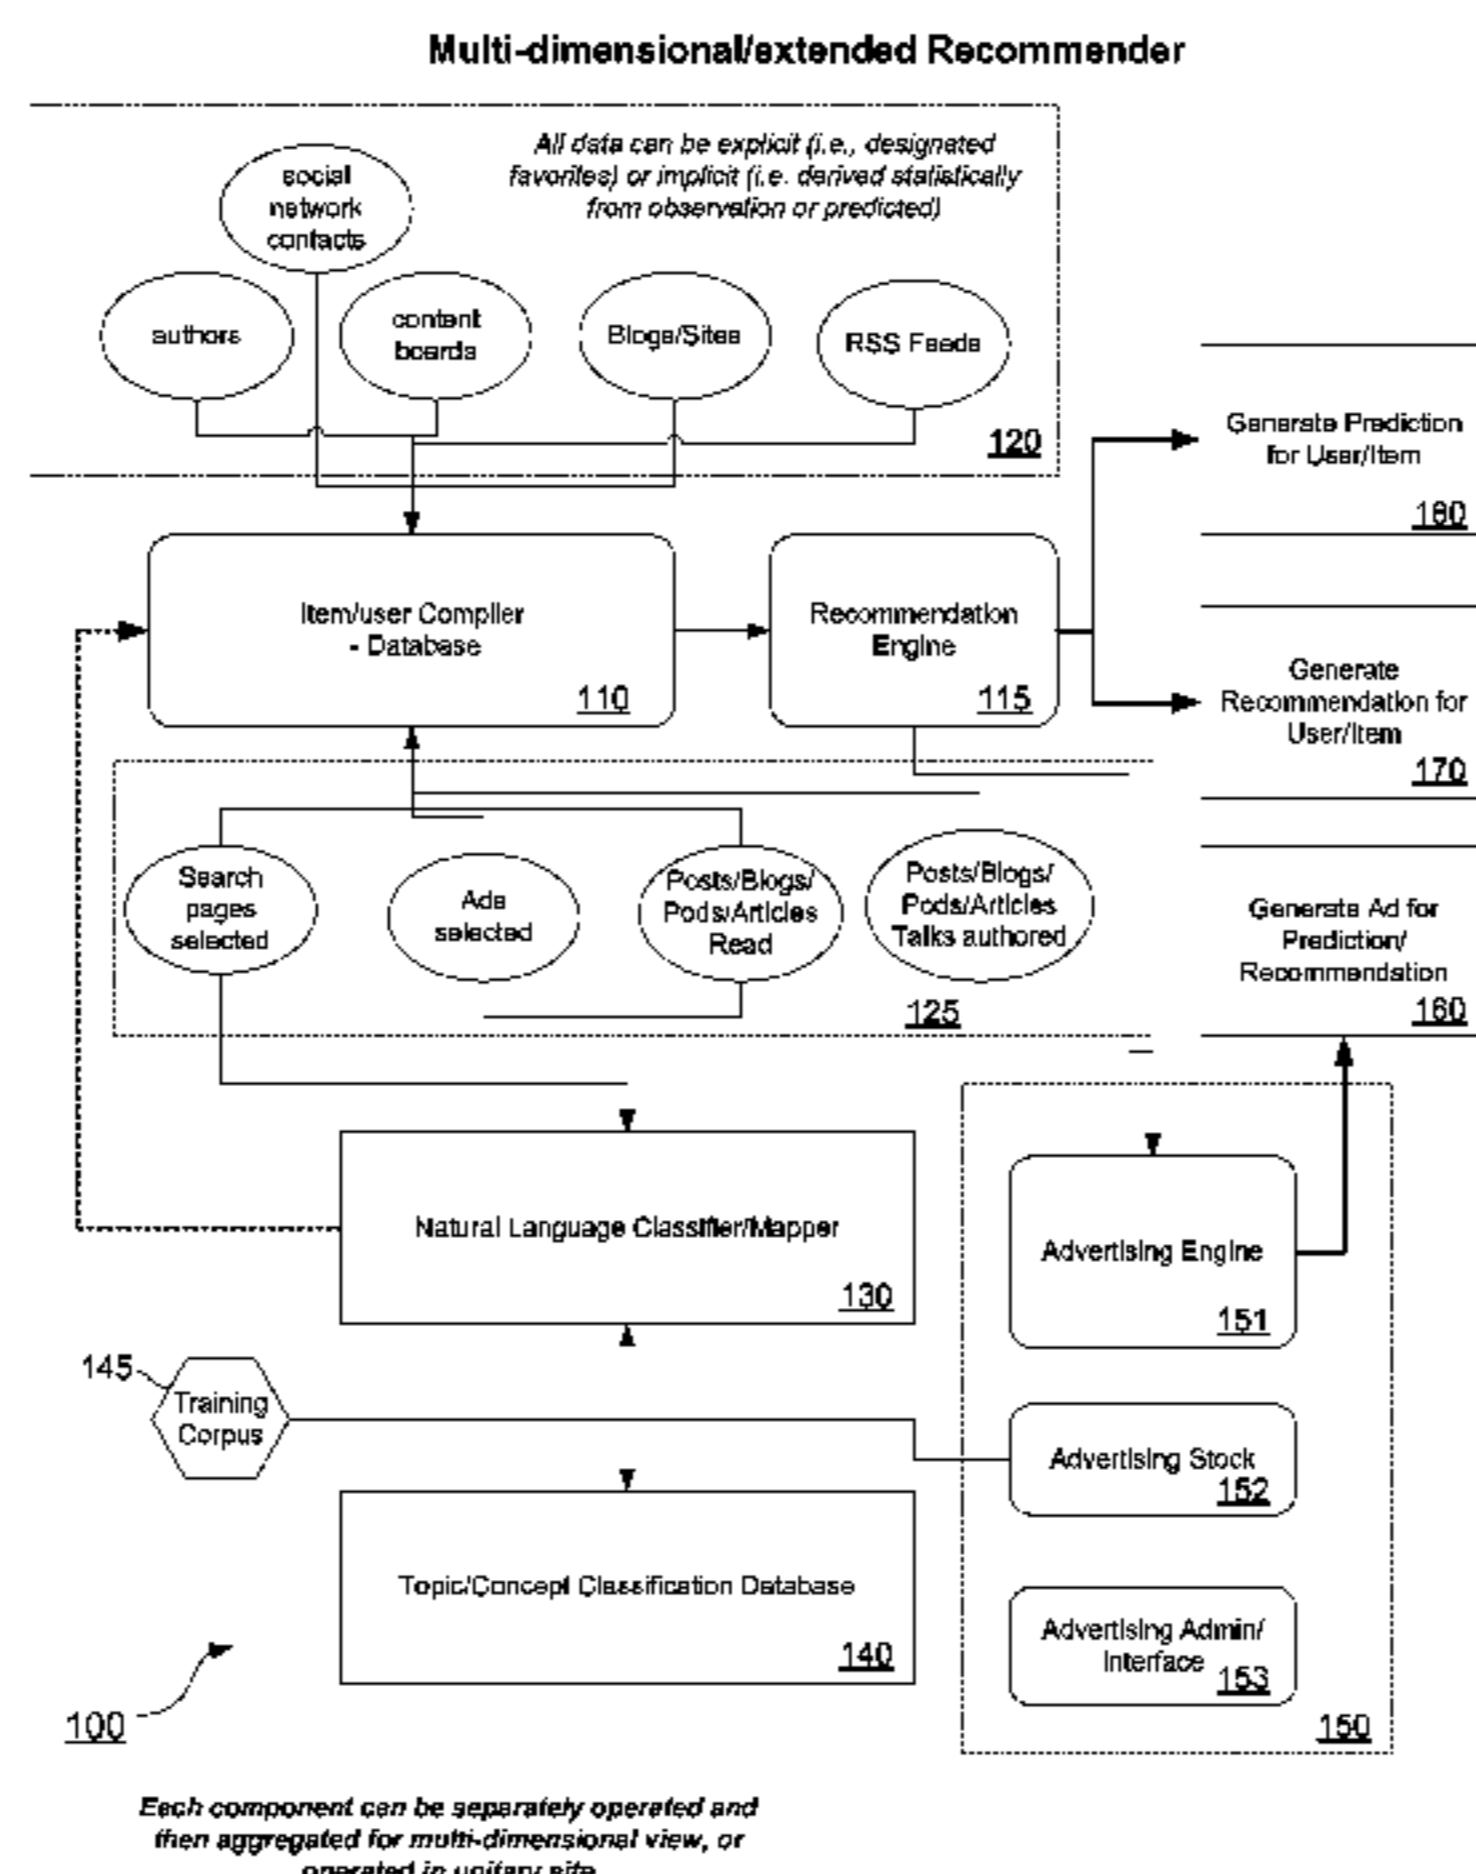 Multi-dimensional/extended Recommender
All data can be explicit (i.e., designated
favorites) or implicit (i.e. derived statistically
from observation or predicted)
social
network
contacts
authors
content
boards
Blogs/Sites
RSS Feeds
120
Generate Prediction
for User/Item
180
Item/user Compiler
- Database
110
Recommendation
Engine
115
Generate
Recommendation for
User/Item
170
Search
pages
selected
Ads
selected
Posts/Blogs/
Pods/Articles
Read
Posts/Blogs/
Pods/Articles
Talks authored
125
Generate Ad for
Prediction/
Recommendation
160
Natural Language Classifier/Mapper
130
Advertising Engine
151
145
Training
Corpus
Advertising Stock
152
Topic/Concept Classification Database
140
Advertising Admin/
Interface
153
100
150
Each component can be separately operated and
then aggregated for multi-dimensional view, or
operated in unitary site